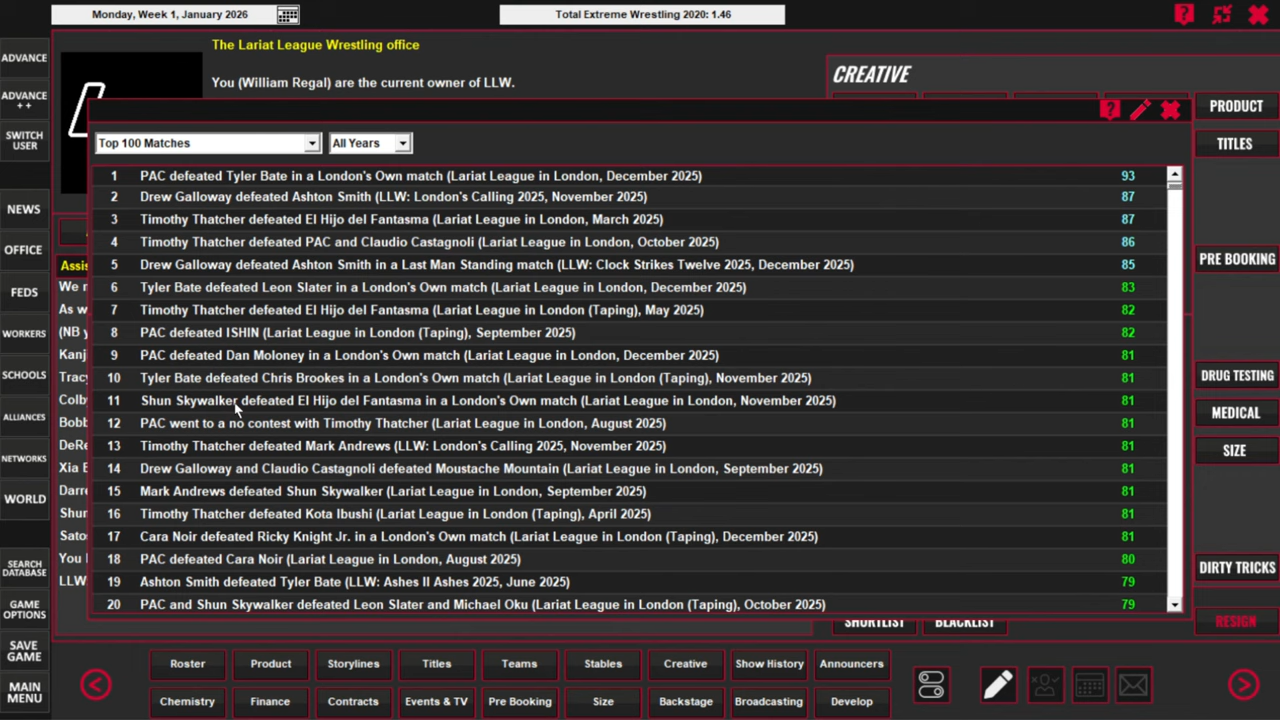 Monday, Week 1, January 2026
Total Extreme Wrestling 2020: 1.46
ADVANCE
ADVANCE
++
SWITCH
USER
NEWS
OFFICE
FEDS
WORKERS
SCHOOLS
ALLIANCES
NETWORKS
WORLD
SEARCH
DATABASE
GAME
OPTIONS
SAVE
GAME
MAIN
MENU
The Lariat League Wrestling office
You (William Regal) are the current owner of LLW.
CREATIVE
Top 100 Matches
All Years
1 PAC defeated Tyler Bate in a London's Own match (Lariat League in London, December 2025) 93
2 Drew Galloway defeated Ashton Smith (LLW: London's Calling 2025, November 2025) 87
3 Timothy Thatcher defeated El Hijo del Fantasma (Lariat League in London, March 2025) 87
4 Timothy Thatcher defeated PAC and Claudio Castagnoli (Lariat League in London, October 2025) 86
5 Drew Galloway defeated Ashton Smith in a Last Man Standing match (LLW: Clock Strikes Twelve 2025, December 2025) 85
6 Tyler Bate defeated Leon Slater in a London's Own match (Lariat League in London, December 2025) 83
7 Timothy Thatcher defeated El Hijo del Fantasma (Lariat League in London (Taping), May 2025) 82
8 PAC defeated ISHIN (Lariat League in London (Taping), September 2025) 82
9 PAC defeated Dan Moloney in a London's Own match (Lariat League in London, December 2025) 81
10 Tyler Bate defeated Chris Brookes in a London's Own match (Lariat League in London (Taping), November 2025) 81
11 Shun Skywalker defeated El Hijo del Fantasma in a London's Own match (Lariat League in London, November 2025) 81
12 PAC went to a no contest with Timothy Thatcher (Lariat League in London, August 2025) 81
13 Timothy Thatcher defeated Mark Andrews (LLW: London's Calling 2025, November 2025) 81
14 Drew Galloway and Claudio Castagnoli defeated Moustache Mountain (Lariat League in London, September 2025) 81
15 Mark Andrews defeated Shun Skywalker (Lariat League in London, September 2025) 81
16 Timothy Thatcher defeated Kota Ibushi (Lariat League in London (Taping), April 2025) 81
17 Cara Noir defeated Ricky Knight Jr. in a London's Own match (Lariat League in London (Taping), December 2025) 81
18 PAC defeated Cara Noir (Lariat League in London, August 2025) 80
19 Ashton Smith defeated Tyler Bate (LLW: Ashes II Ashes 2025, June 2025) 79
20 PAC and Shun Skywalker defeated Leon Slater and Michael Oku (Lariat League in London (Taping), October 2025) 79
Assis
We
As w
(NB y
Kanj
Tracy
Colb
Bobb
DeRe
Xia
Darre
Shun
Sato
You
LLW
SHORTLIST
BLACKLIST
PRODUCT
TITLES
PRE BOOKING
DRUG TESTING
MEDICAL
SIZE
DIRTY TRICKS
RESIGN
Roster
Product
Storylines
Titles
Teams
Stables
Creative
Show History
Announcers
Chemistry
Finance
Contracts
Events & TV
Pre Booking
Size
Backstage
Broadcasting
Develop